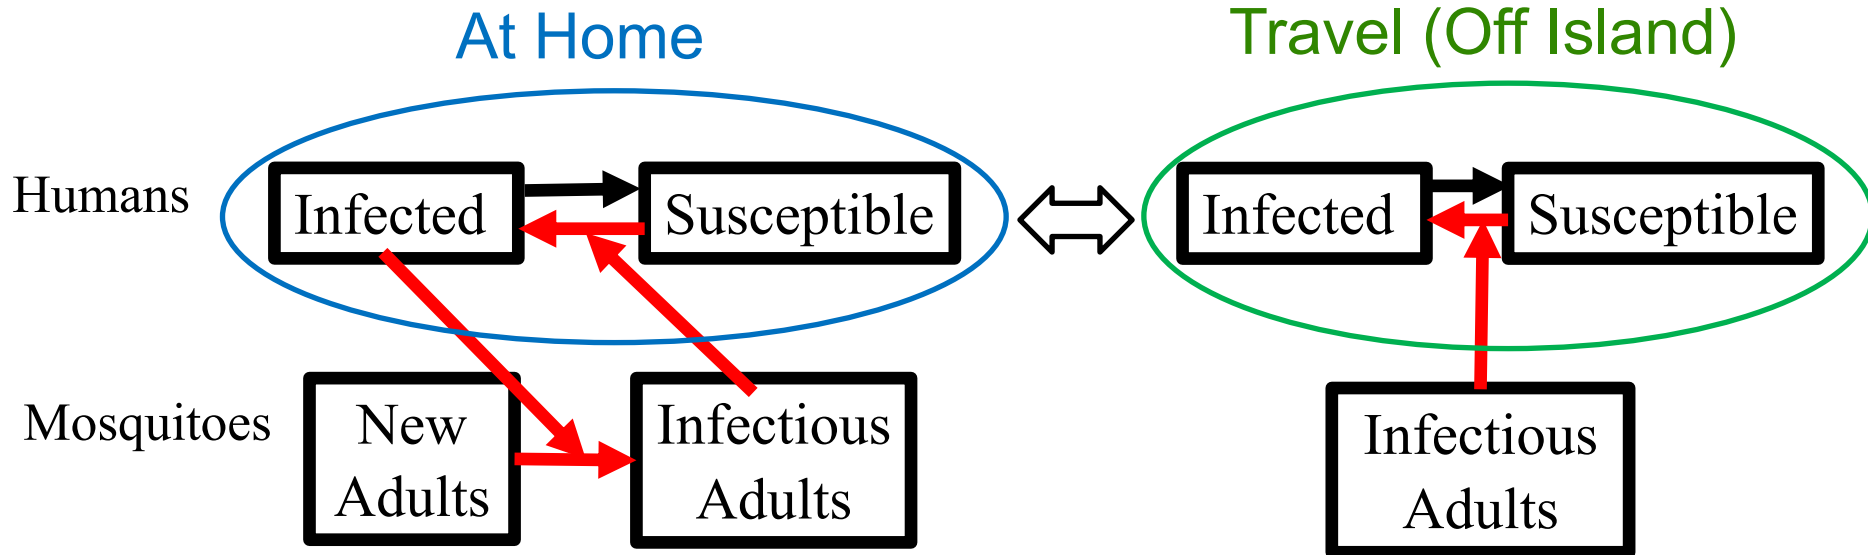 At Home
Travel (Off Island)
Humans
Infected
Susceptible
Infected
Susceptible
Mosquitoes
New
Adults
Infectious
Adults
Infectious
Adults